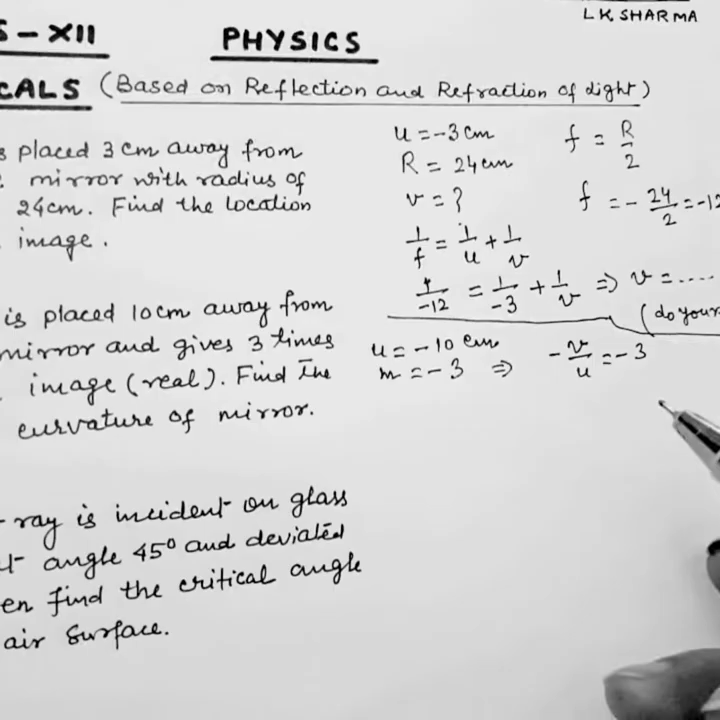 L K SHARMA
S - XII PHYSICS
CALS (Based on Reflection and Refraction of light)
s placed 3 cm away from
mirror with radius of
24cm. Find the location
image.
u = -3 cm
R = 24 cm
v = ?
1/f = 1/u + 1/v
1/-12 = 1/-3 + 1/v => v = ....
(do your
f = R/2
f = - 24/2 = -12
is placed 10cm away from
mirror and gives 3 times
image (real). Find the
curvature of mirror.
u = -10 cm
m = -3 => - v/u = -3
ray is incident on glass
t angle 45° and deviated
en find the critical angle
air surface.